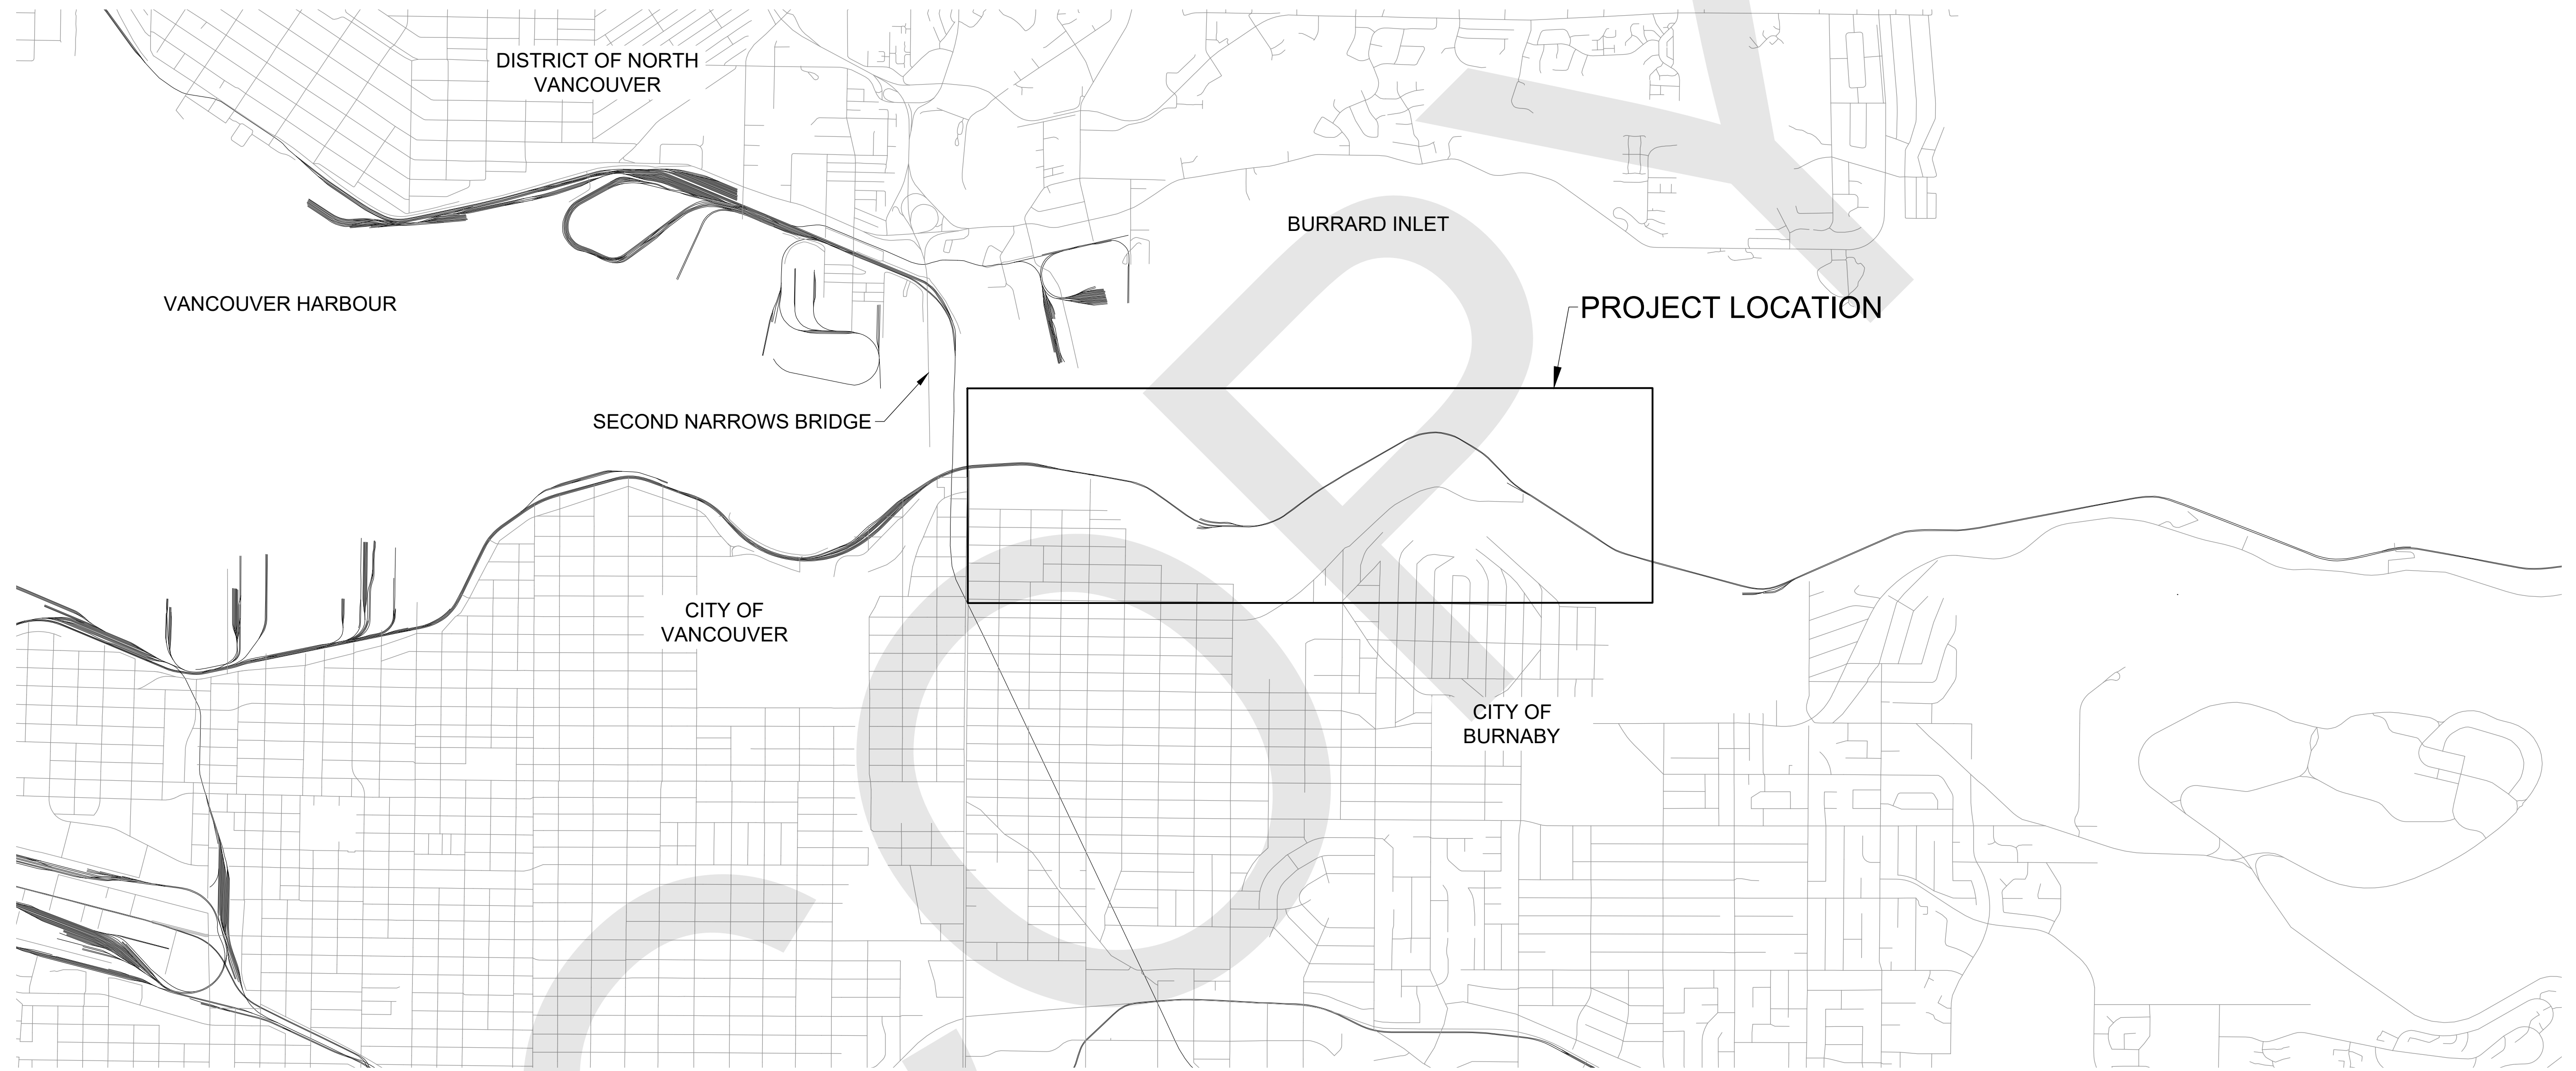 DISTRICT OF NORTH
VANCOUVER
BURRARD INLET
VANCOUVER HARBOUR
PROJECT LOCATION
SECOND NARROWS BRIDGE
CITY OF
VANCOUVER
CITY OF
BURNABY
COPY